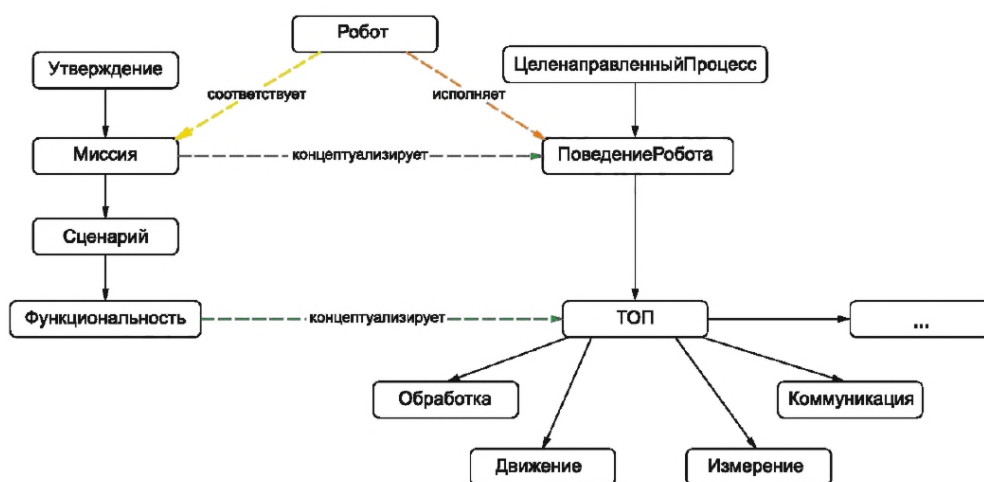 Робот
Утверждение
ЦеленаправленныйПроцесс
соответствует
исполняет
Миссия
концептуализирует
ПоведениеРобота
Сценарий
Функциональность
концептуализирует
ТОП
...
Обработка
Коммуникация
Движение
Измерение